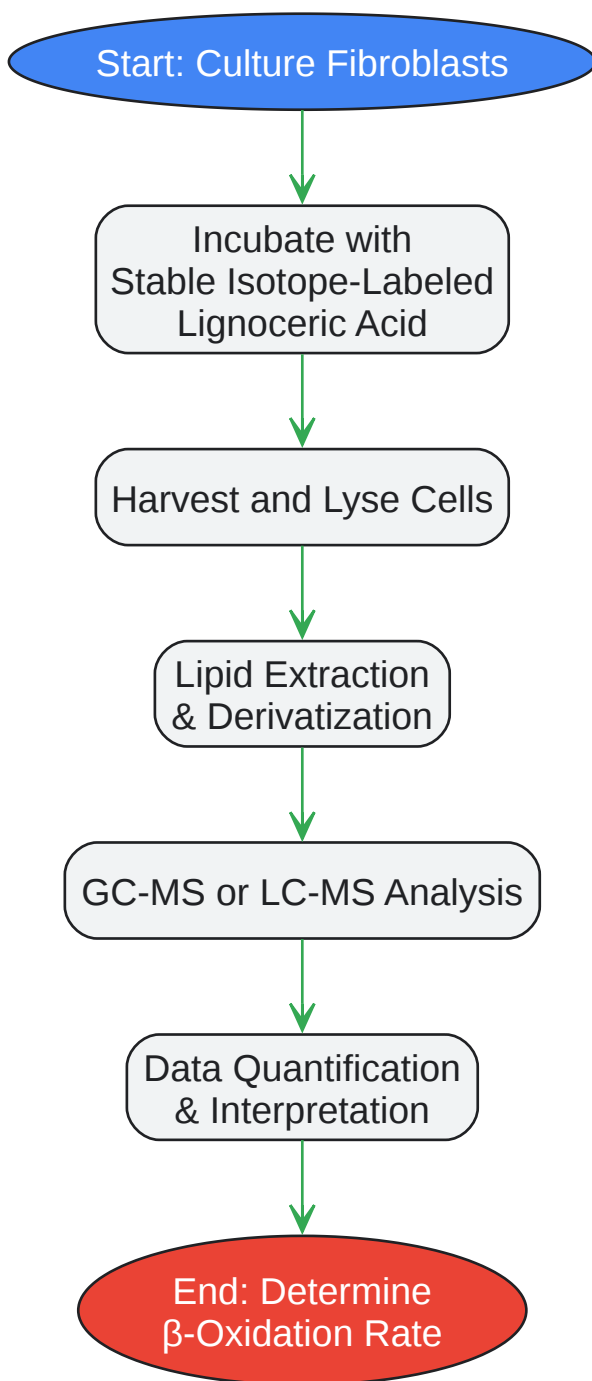 Start: Culture Fibroblasts
Incubate with
Stable Isotope-Labeled
Lignoceric Acid
Harvest and Lyse Cells
Lipid Extraction
& Derivatization
GC-MS or LC-MS Analysis
Data Quantification
& Interpretation
End: Determine
β-Oxidation Rate